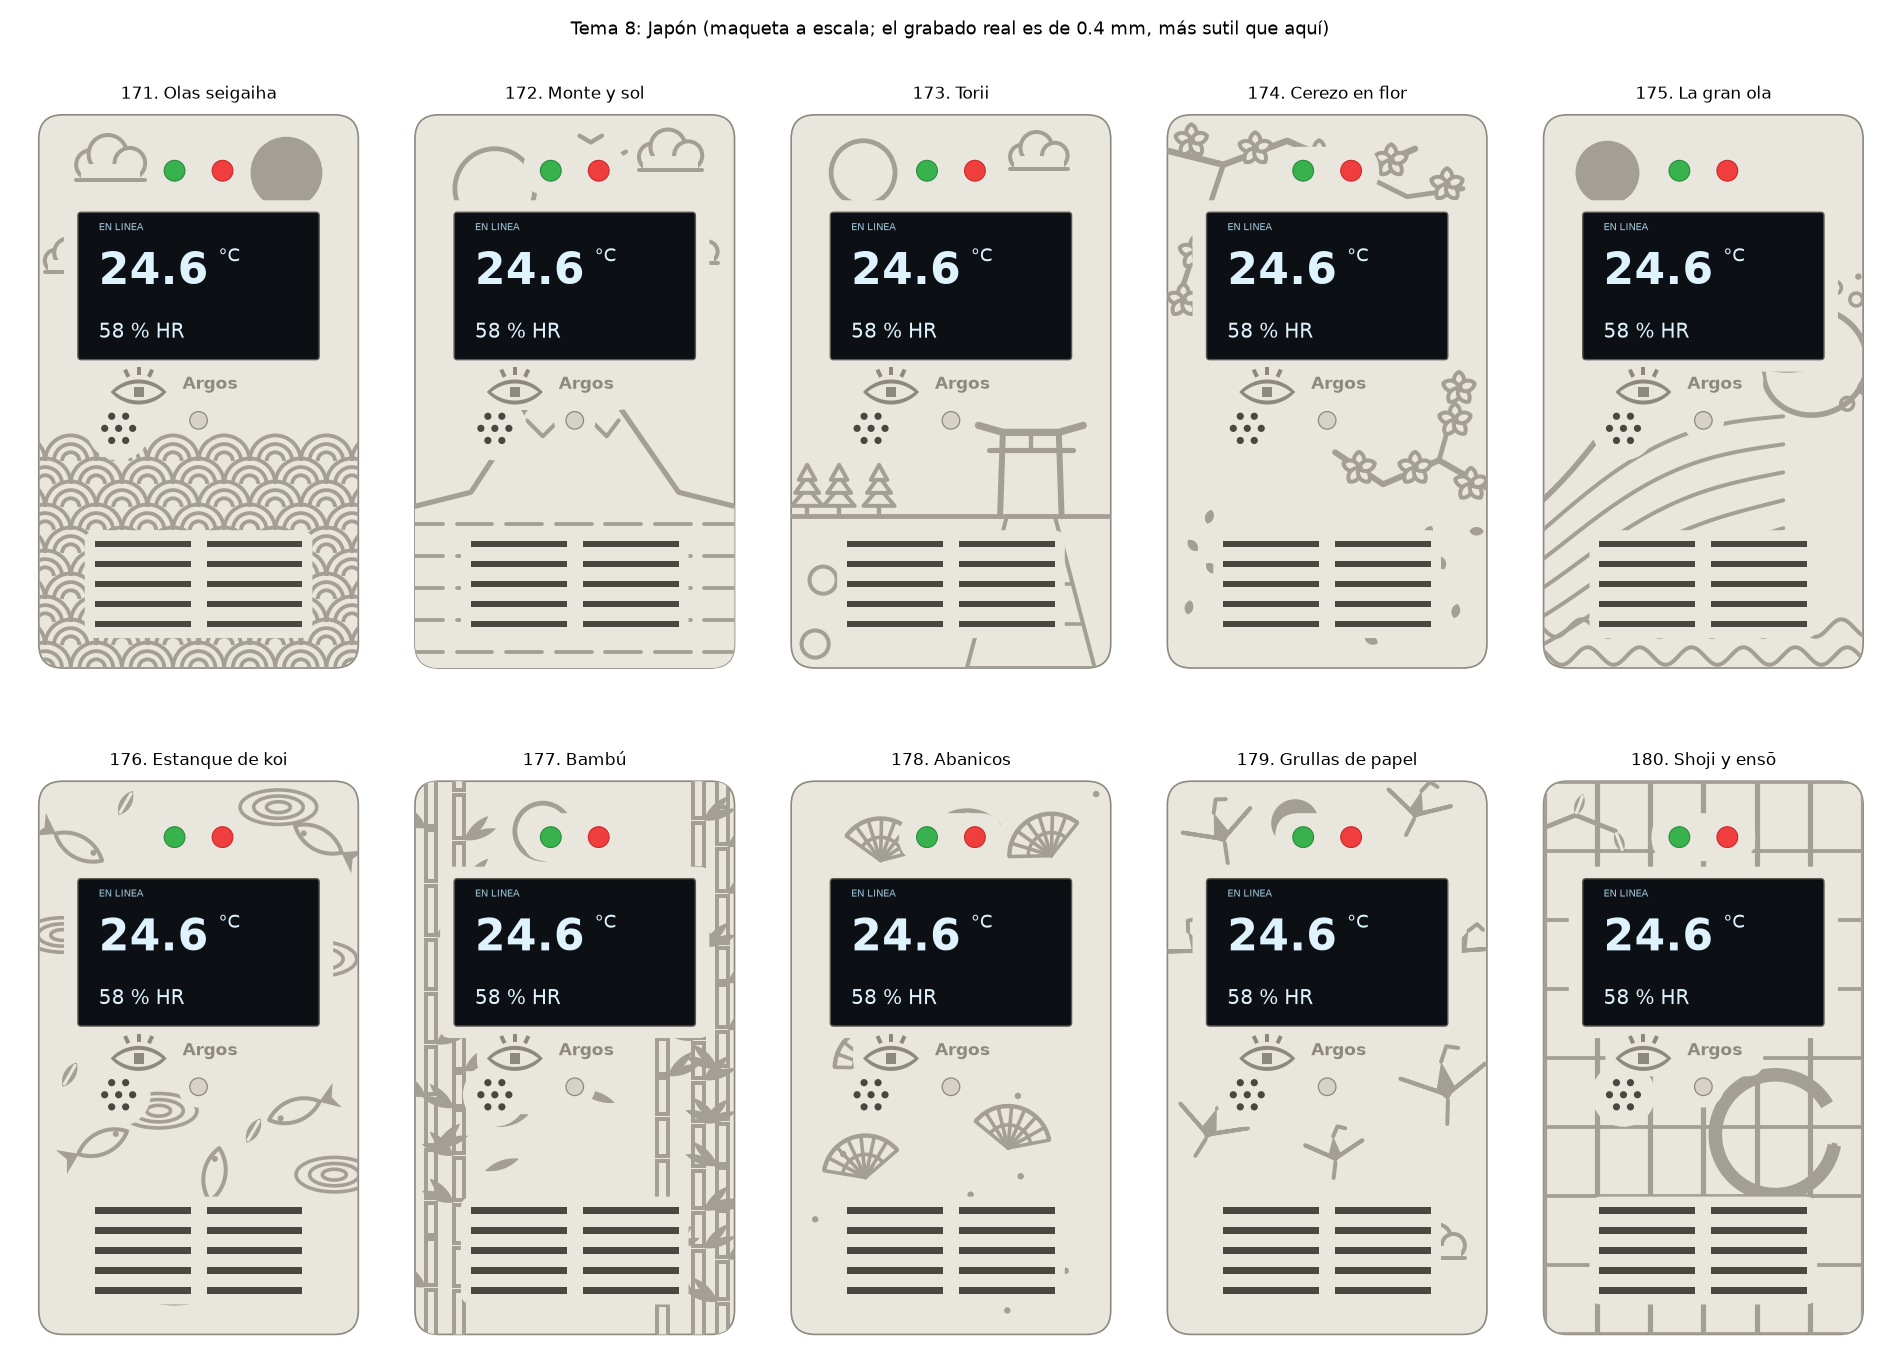 Tema 8: Japón (maqueta a escala; el grabado real es de 0.4 mm, más sutil que aquí)
171. Olas seigaiha
EN LINEA
24.6 °C
58 % HR
Argos
172. Monte y sol
EN LINEA
24.6 °C
58 % HR
Argos
173. Torii
EN LINEA
24.6 °C
58 % HR
Argos
174. Cerezo en flor
EN LINEA
24.6 °C
58 % HR
Argos
175. La gran ola
EN LINEA
24.6 °C
58 % HR
Argos
176. Estanque de koi
EN LINEA
24.6 °C
58 % HR
Argos
177. Bambú
EN LINEA
24.6 °C
58 % HR
Argos
178. Abanicos
EN LINEA
24.6 °C
58 % HR
Argos
179. Grullas de papel
EN LINEA
24.6 °C
58 % HR
Argos
180. Shoji y ensō
EN LINEA
24.6 °C
58 % HR
Argos